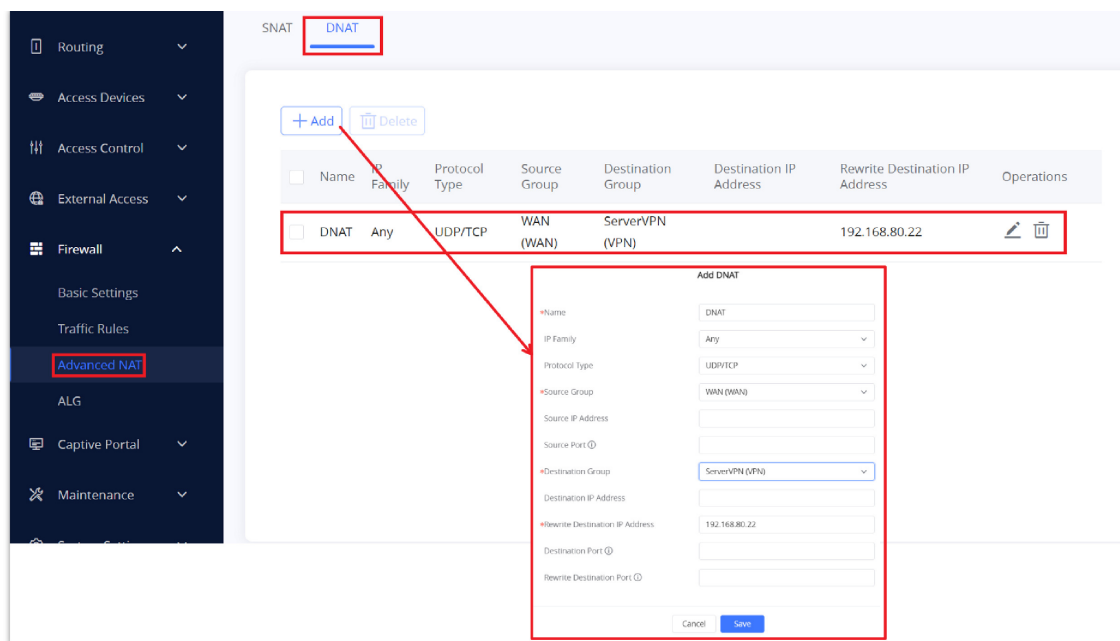 SNAT DNAT
Routing
Access Devices
Access Control
External Access
Firewall
Basic Settings
Traffic Rules
Advanced NAT
ALG
Captive Portal
Maintenance
Add Delete
Name IP Family Protocol Type Source Group Destination Group Destination IP Address Rewrite Destination IP Address Operations
DNAT Any UDP/TCP WAN (WAN) ServerVPN (VPN) 192.168.80.22
Add DNAT
*Name DNAT
IP Family Any
Protocol Type UDP/TCP
*Source Group WAN (WAN)
Source IP Address
Source Port
*Destination Group ServerVPN (VPN)
Destination IP Address
*Rewrite Destination IP Address 192.168.80.22
Destination Port
Rewrite Destination Port
Cancel Save